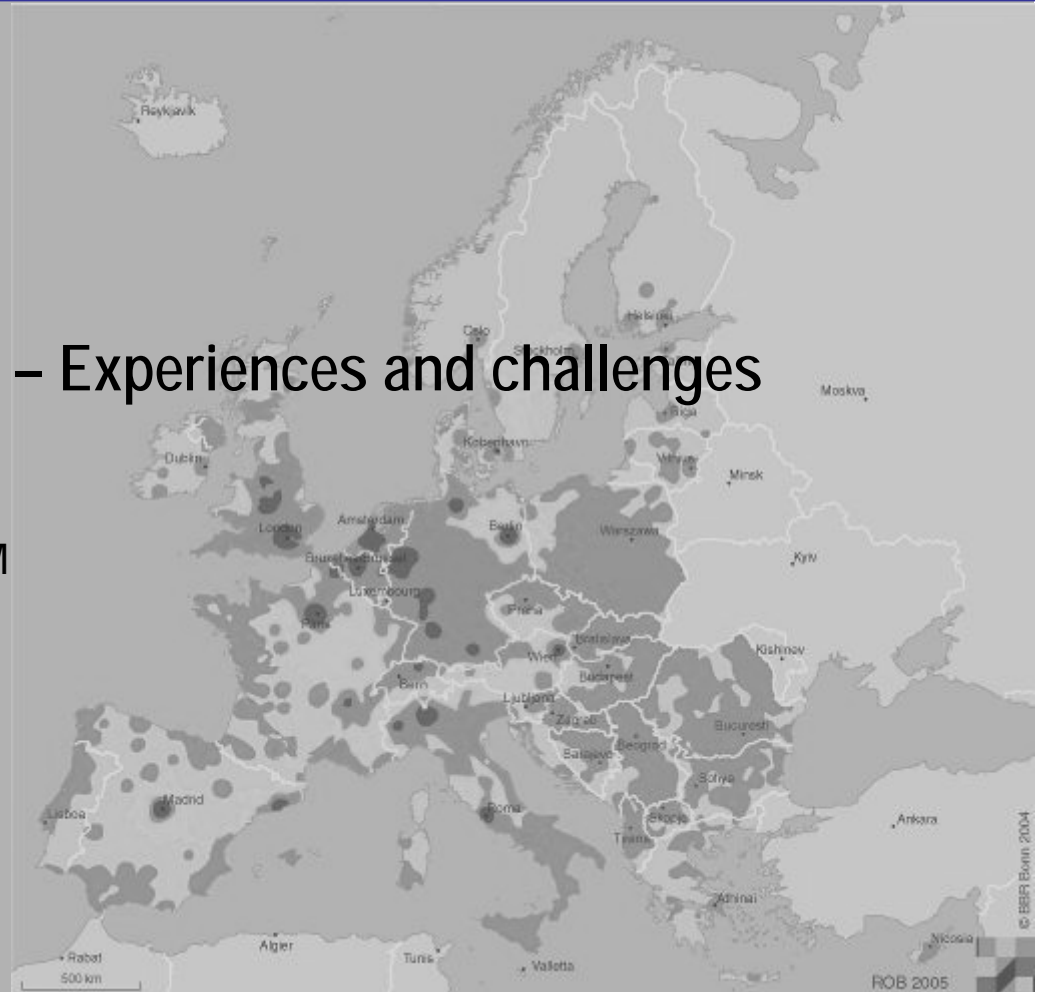 Reykjavik
Helsinki
Oslo
Stockholm
– Experiences and challenges
Moskva
Riga
København
Dublin
Vilnius
Minsk
London
Amsterdam
Berlin
Warszawa
M
Kyiv
Luxembourg
Praha
Paris
Bratislava
Wien
Kishinev
Budapest
Bern
Ljubljana
Zagreb
Bucuresti
Beograd
Sarajevo
Sofiya
Madrid
Roma
Lisboa
Skopje
Ankara
Tirana
© BBR Bonn 2004
Athinai
Nicosia
Algier
Tunis
Rabat
Valletta
500 km
ROB 2005